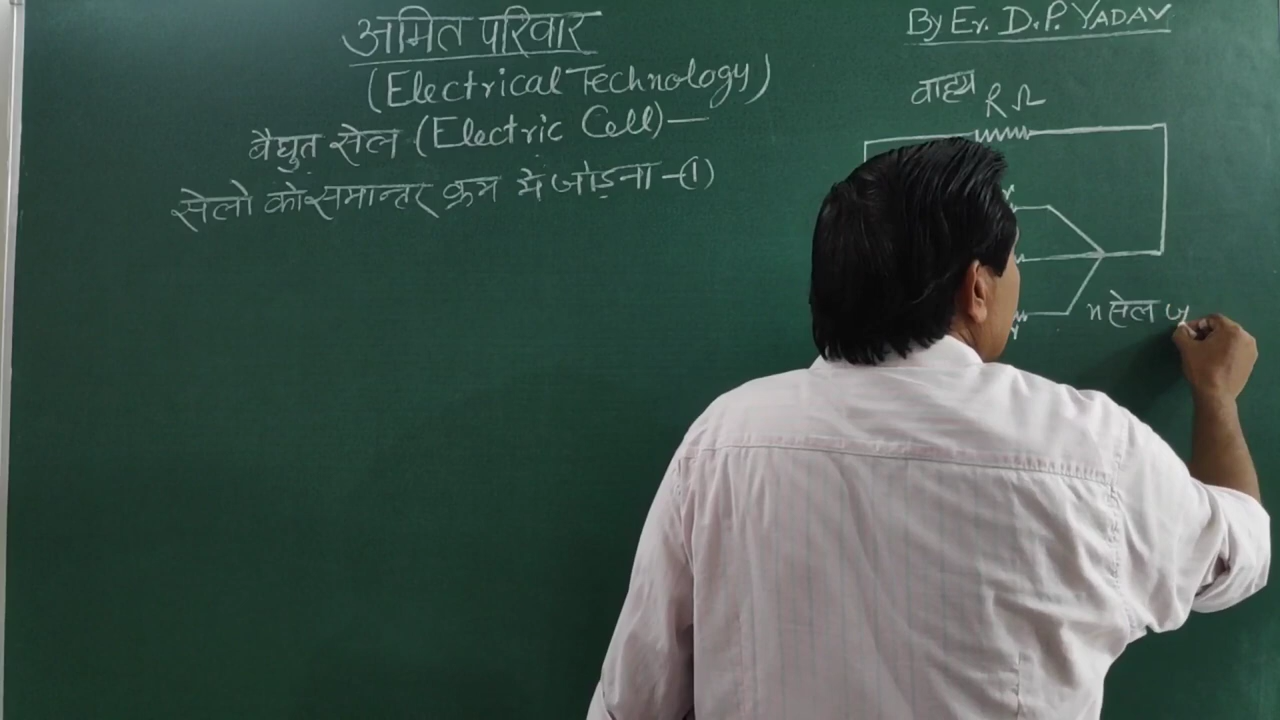 अमित परिवार
By Er. D.P. YADAV
(Electrical Technology)
वैद्युत सेल (Electric Cell)—
सेलो को समान्तर क्रम में जोड़ना -(1)
वाह्य
R Ω
r
n सेल
r